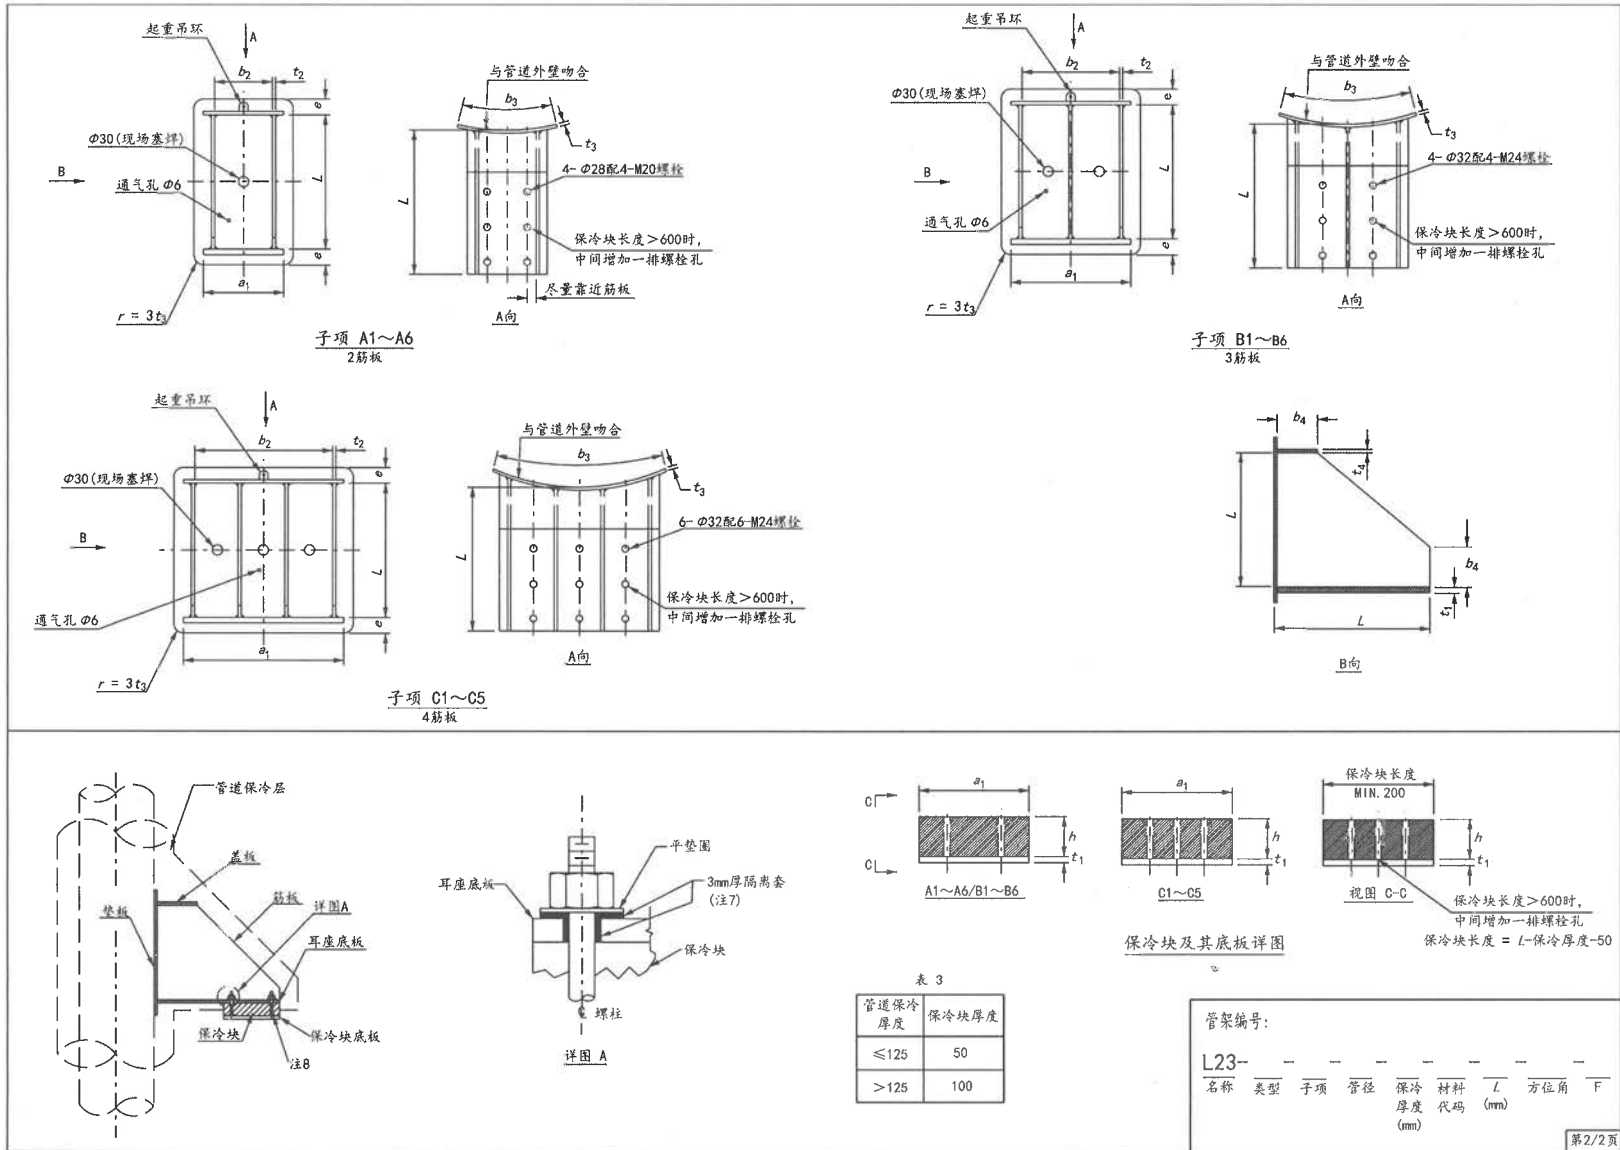 起重吊环
A
b2
t2
e
Φ30(现场塞焊)
B
通气孔 Φ6
L
e
a1
r = 3t3
与管道外壁吻合
b3
t3
4-Φ28配4-M20螺栓
L
保冷块长度>600时,
中间增加一排螺栓孔
尽量靠近筋板
A向
子项 A1～A6
2筋板
起重吊环
A
b2
t2
e
Φ30(现场塞焊)
B
通气孔 Φ6
L
e
a1
r = 3t3
与管道外壁吻合
b3
t3
4-Φ32配4-M24螺栓
L
保冷块长度>600时,
中间增加一排螺栓孔
A向
子项 B1～B6
3筋板
起重吊环
A
b2
t2
e
Φ30(现场塞焊)
B
L
通气孔 Φ6
e
a1
r = 3t3
与管道外壁吻合
b3
t3
6-Φ32配6-M24螺栓
L
保冷块长度>600时,
中间增加一排螺栓孔
A向
子项 C1～C5
4筋板
b4
t4
L
b4
t1
L
B向
管道保冷层
盖板
筋板
详图A
垫板
耳座底板
保冷块
保冷块底板
注8
平垫圈
耳座底板
3mm厚隔离套
(注7)
保冷块
螺柱
详图 A
a1
C
h
C
t1
A1～A6/B1～B6
a1
h
t1
C1～C5
保冷块长度
MIN.200
h
t1
视图 C-C
保冷块长度>600时,
中间增加一排螺栓孔
保冷块长度 = L-保冷厚度-50
保冷块及其底板详图
表 3
管道保冷厚度 保冷块厚度
≤125 50
>125 100
管架编号:
L23- - - - - - - -
名称 类型 子项 管径 保冷厚度(mm) 材料代码 L(mm) 方位角 F
第2/2页